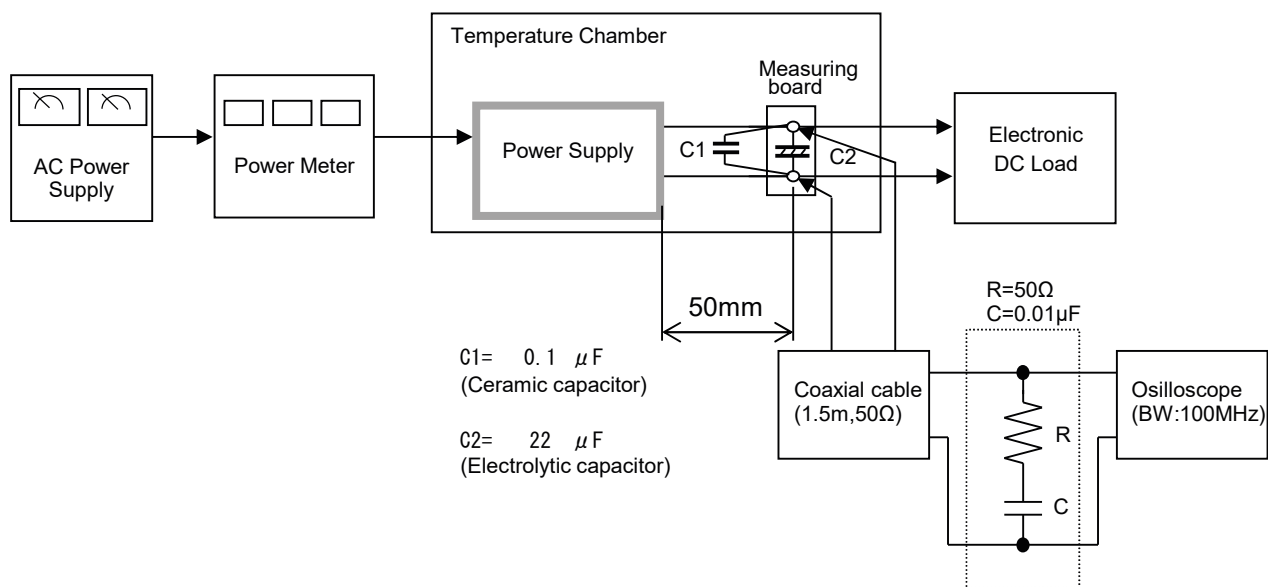 Temperature Chamber
Measuring
board
AC Power
Supply
Power Meter
Power Supply
C1
C2
Electronic
DC Load
50mm
R=50Ω
C=0.01µF
C1= 0.1 μF
(Ceramic capacitor)
C2= 22 μF
(Electrolytic capacitor)
Coaxial cable
(1.5m,50Ω)
R
C
Osilloscope
(BW:100MHz)